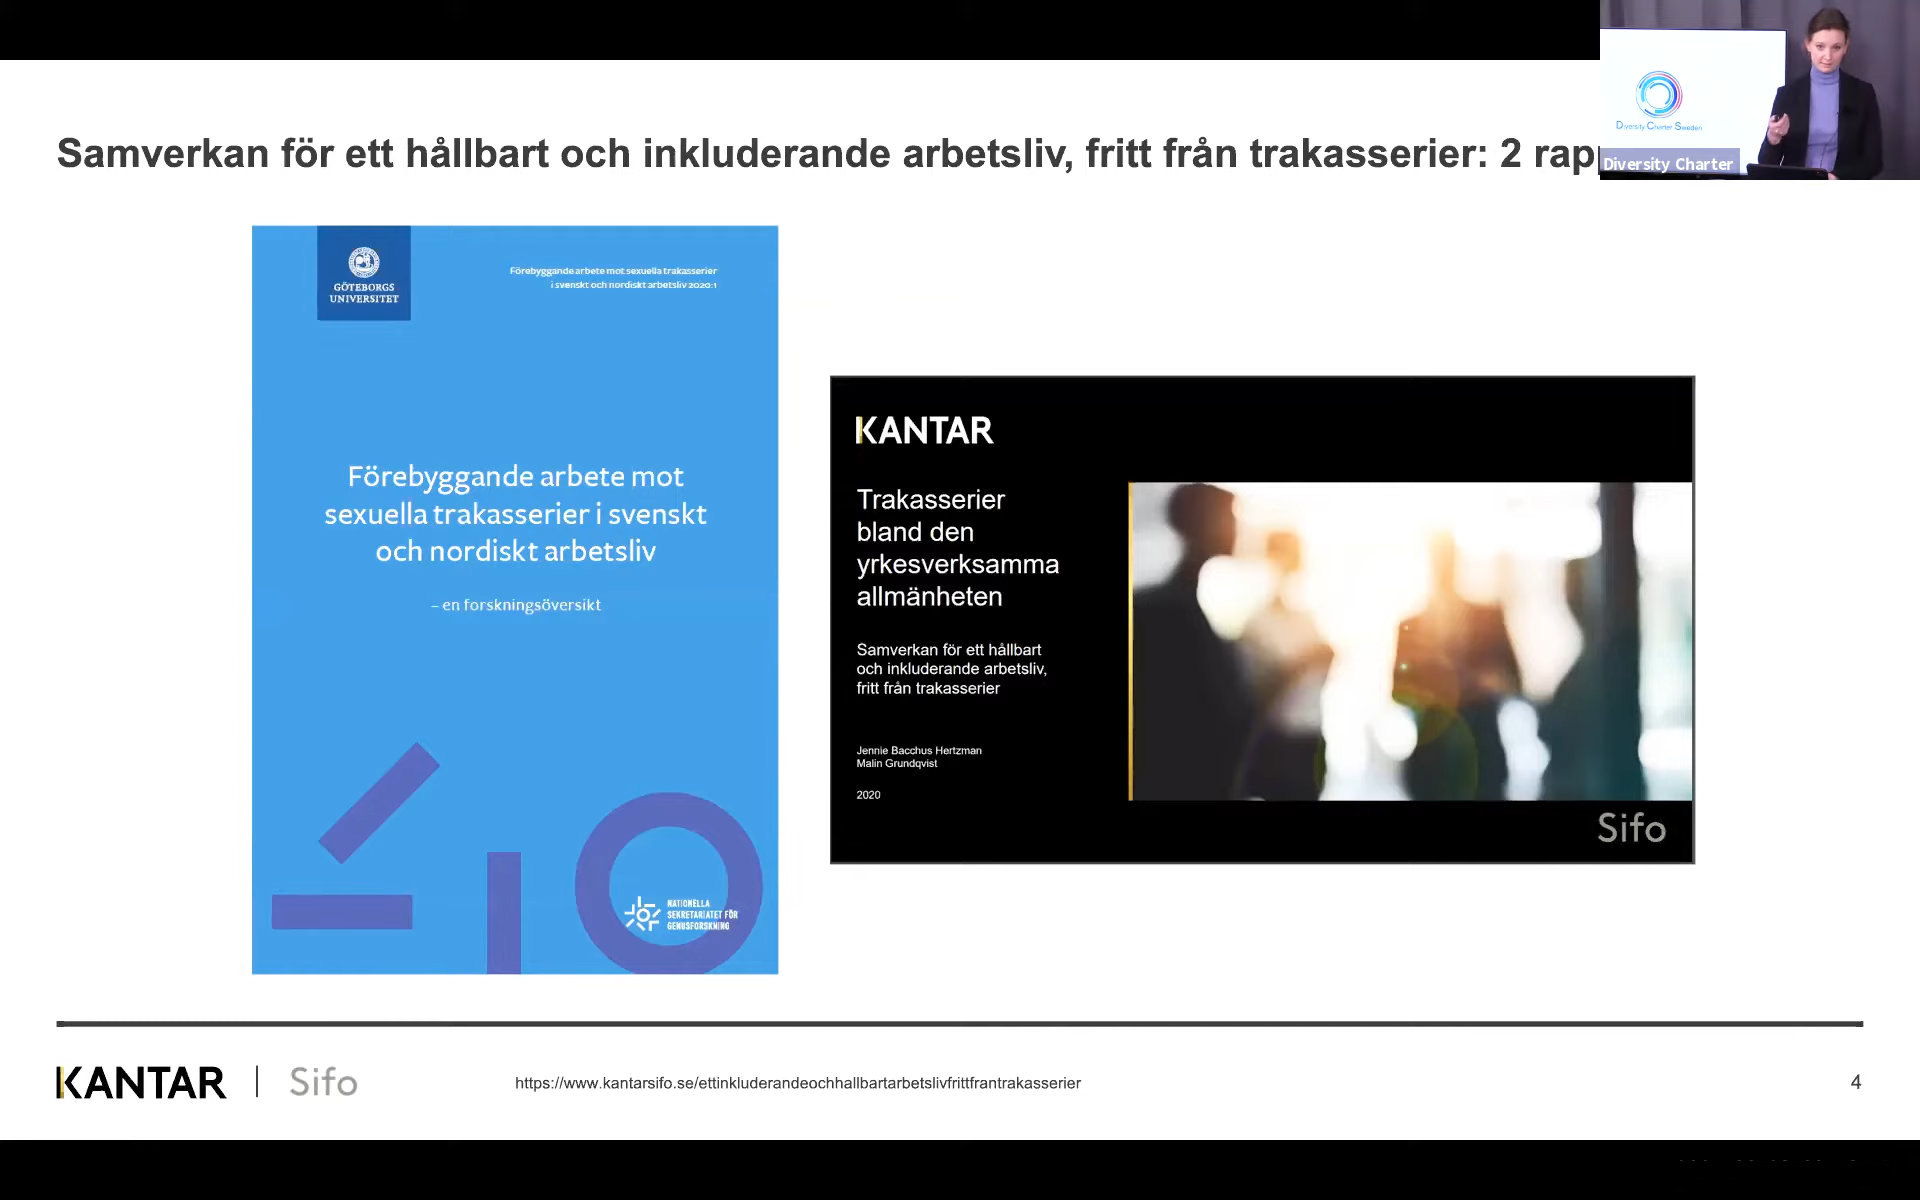 Diversity Charter Sweden
Diversity Charter
Samverkan för ett hållbart och inkluderande arbetsliv, fritt från trakasserier: 2 rap
GÖTEBORGS
UNIVERSITET
Förebyggande arbete mot sexuella trakasserier
i svenskt och nordiskt arbetsliv 2020:1
Förebyggande arbete mot
sexuella trakasserier i svenskt
och nordiskt arbetsliv
– en forskningsöversikt
NATIONELLA
SEKRETARIATET FÖR
GENUSFORSKNING
KANTAR
Trakasserier
bland den
yrkesverksamma
allmänheten
Samverkan för ett hållbart
och inkluderande arbetsliv,
fritt från trakasserier
Jennie Bacchus Hertzman
Malin Grundqvist
2020
Sifo
KANTAR | Sifo
https://www.kantarsifo.se/ettinkluderandeochhallbartarbetslivfrittfrantrakasserier
4